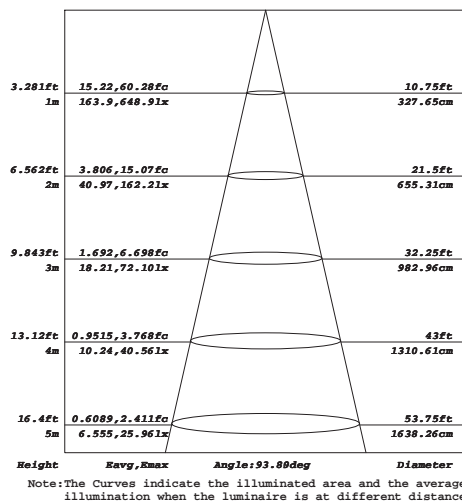 3.281ft 15.22,60.28fc 10.75ft
1m 163.9,648.9lx 327.65cm
6.562ft 3.806,15.07fc 21.5ft
2m 40.97,162.2lx 655.31cm
9.843ft 1.692,6.698fc 32.25ft
3m 18.21,72.10lx 982.96cm
13.12ft 0.9515,3.768fc 43ft
4m 10.24,40.56lx 1310.61cm
16.4ft 0.6089,2.411fc 53.75ft
5m 6.555,25.96lx 1638.26cm
Height Eavg,Emax Angle:93.80deg Diameter
Note:The Curves indicate the illuminated area and the average
illumination when the luminaire is at different distance